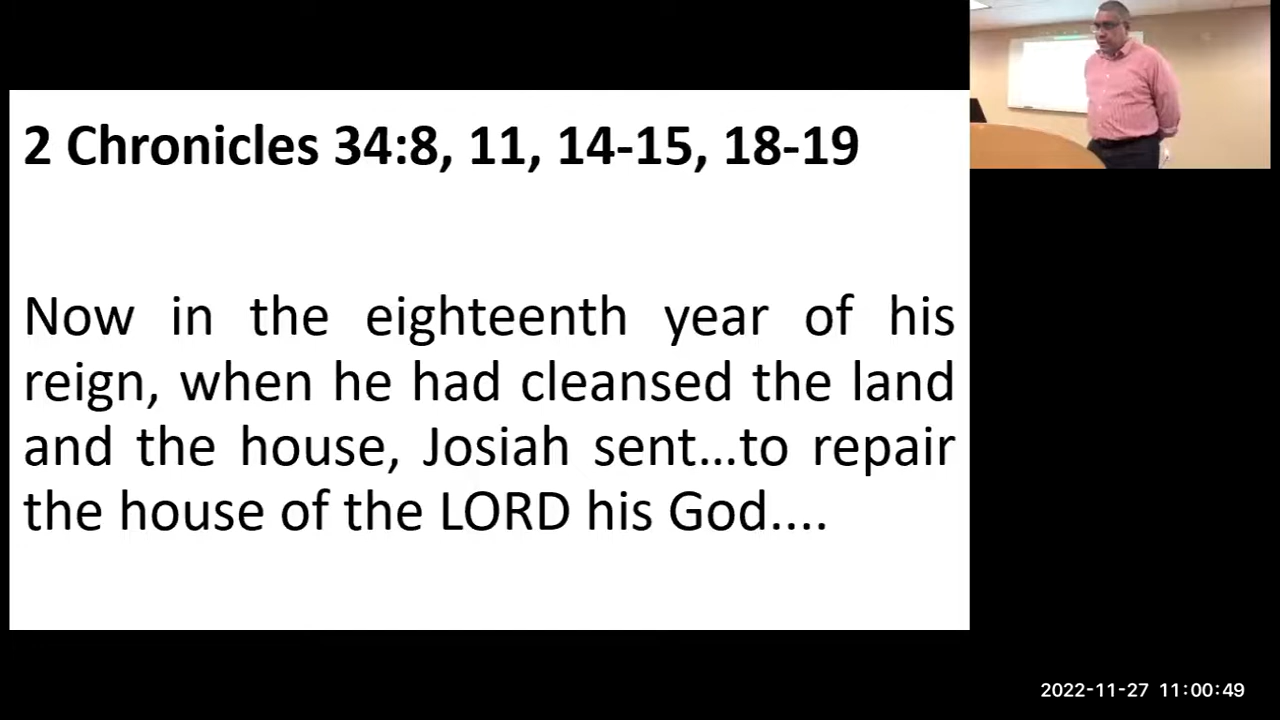 2 Chronicles 34:8, 11, 14-15, 18-19
Now in the eighteenth year of his
reign, when he had cleansed the land
and the house, Josiah sent…to repair
the house of the LORD his God....
2022-11-27 11:00:49